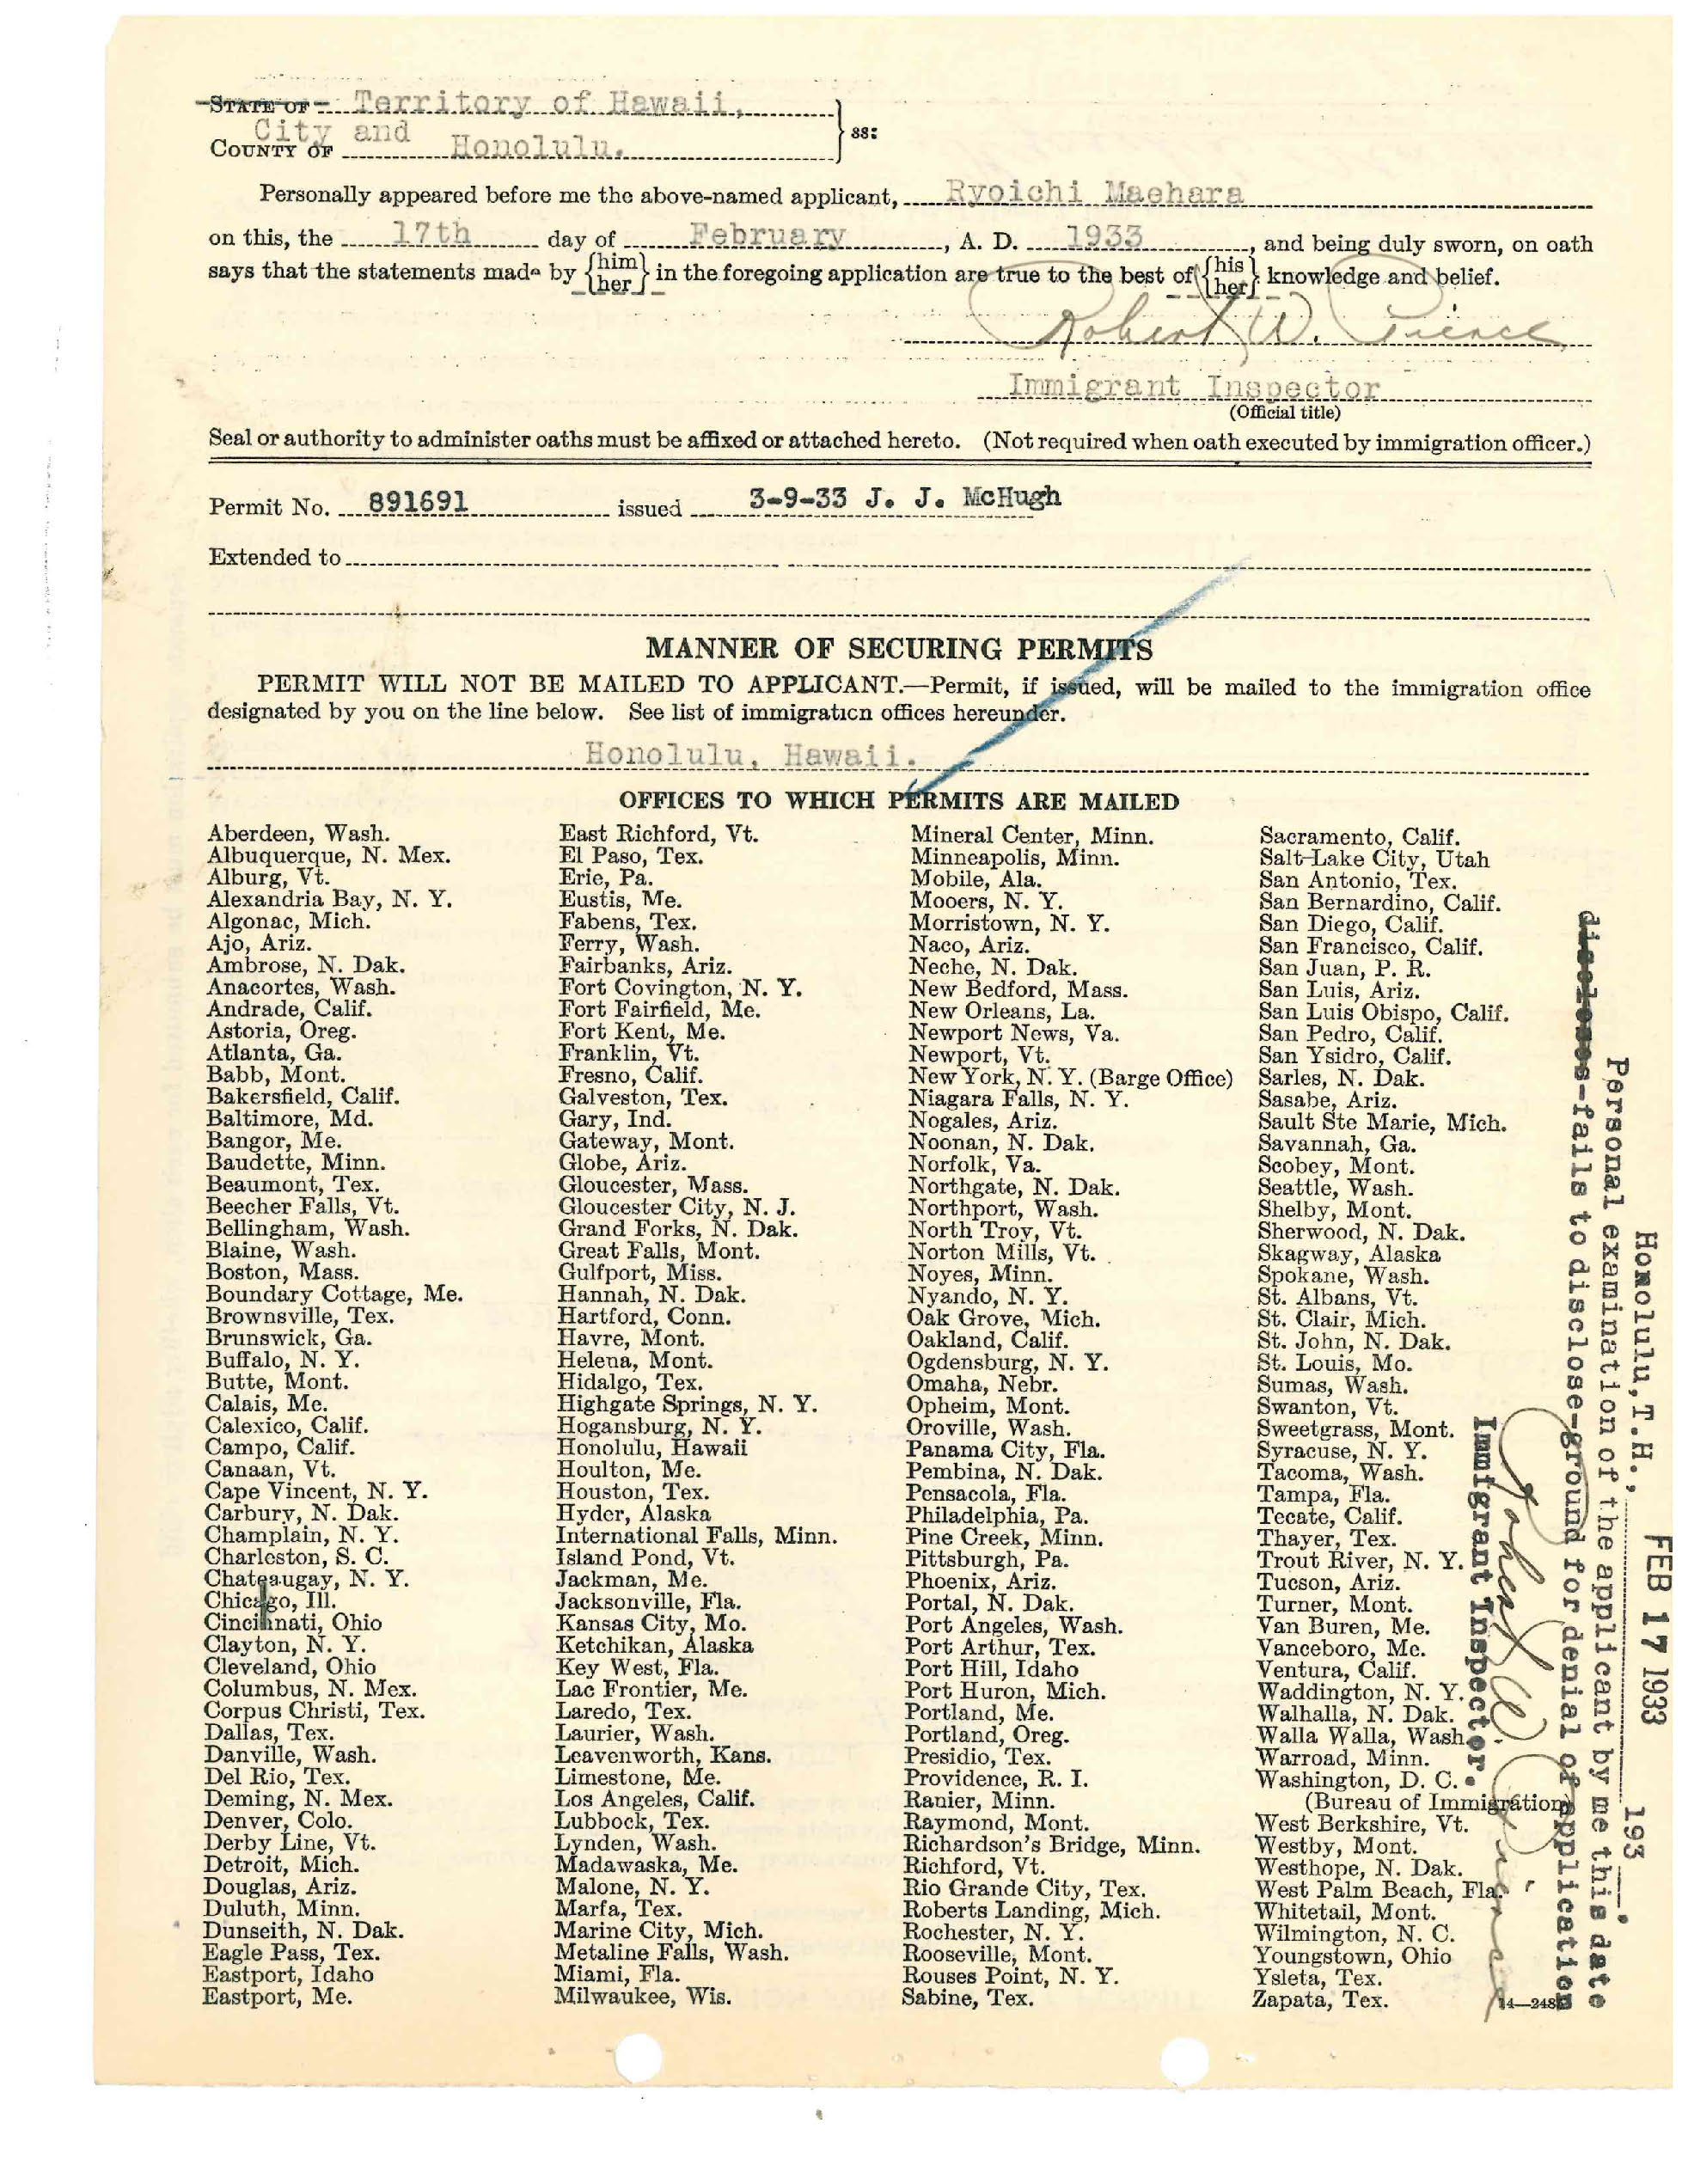 STATE OF Territory of Hawaii,
City and
COUNTY OF Honolulu. } ss:
Personally appeared before me the above-named applicant, Ryoichi Maehara
on this, the 17th day of February, A. D. 1933, and being duly sworn, on oath
says that the statements made by {him her} in the foregoing application are true to the best of {his her} knowledge and belief.
Robert W. Pierce
Immigrant Inspector
(Official title)
Seal or authority to administer oaths must be affixed or attached hereto. (Not required when oath executed by immigration officer.)
Permit No. 891691 issued 3-9-33 J. J. McHugh
Extended to
MANNER OF SECURING PERMITS
PERMIT WILL NOT BE MAILED TO APPLICANT.—Permit, if issued, will be mailed to the immigration office
designated by you on the line below. See list of immigration offices hereunder.
Honolulu, Hawaii.
OFFICES TO WHICH PERMITS ARE MAILED
Aberdeen, Wash.
Albuquerque, N. Mex.
Alburg, Vt.
Alexandria Bay, N. Y.
Algonac, Mich.
Ajo, Ariz.
Ambrose, N. Dak.
Anacortes, Wash.
Andrade, Calif.
Astoria, Oreg.
Atlanta, Ga.
Babb, Mont.
Bakersfield, Calif.
Baltimore, Md.
Bangor, Me.
Baudette, Minn.
Beaumont, Tex.
Beecher Falls, Vt.
Bellingham, Wash.
Blaine, Wash.
Boston, Mass.
Boundary Cottage, Me.
Brownsville, Tex.
Brunswick, Ga.
Buffalo, N. Y.
Butte, Mont.
Calais, Me.
Calexico, Calif.
Campo, Calif.
Canaan, Vt.
Cape Vincent, N. Y.
Carbury, N. Dak.
Champlain, N. Y.
Charleston, S. C.
Chateaugay, N. Y.
Chicago, Ill.
Cincinnati, Ohio
Clayton, N. Y.
Cleveland, Ohio
Columbus, N. Mex.
Corpus Christi, Tex.
Dallas, Tex.
Danville, Wash.
Del Rio, Tex.
Deming, N. Mex.
Denver, Colo.
Derby Line, Vt.
Detroit, Mich.
Douglas, Ariz.
Duluth, Minn.
Dunseith, N. Dak.
Eagle Pass, Tex.
Eastport, Idaho
Eastport, Me.
East Richford, Vt.
El Paso, Tex.
Erie, Pa.
Eustis, Me.
Fabens, Tex.
Ferry, Wash.
Fairbanks, Ariz.
Fort Covington, N. Y.
Fort Fairfield, Me.
Fort Kent, Me.
Franklin, Vt.
Fresno, Calif.
Galveston, Tex.
Gary, Ind.
Gateway, Mont.
Globe, Ariz.
Gloucester, Mass.
Gloucester City, N. J.
Grand Forks, N. Dak.
Great Falls, Mont.
Gulfport, Miss.
Hannah, N. Dak.
Hartford, Conn.
Havre, Mont.
Helena, Mont.
Hidalgo, Tex.
Highgate Springs, N. Y.
Hogansburg, N. Y.
Honolulu, Hawaii
Houlton, Me.
Houston, Tex.
Hyder, Alaska
International Falls, Minn.
Island Pond, Vt.
Jackman, Me.
Jacksonville, Fla.
Kansas City, Mo.
Ketchikan, Alaska
Key West, Fla.
Lac Frontier, Me.
Laredo, Tex.
Laurier, Wash.
Leavenworth, Kans.
Limestone, Me.
Los Angeles, Calif.
Lubbock, Tex.
Lynden, Wash.
Madawaska, Me.
Malone, N. Y.
Marfa, Tex.
Marine City, Mich.
Metaline Falls, Wash.
Miami, Fla.
Milwaukee, Wis.
Mineral Center, Minn.
Minneapolis, Minn.
Mobile, Ala.
Mooers, N. Y.
Morristown, N. Y.
Naco, Ariz.
Neche, N. Dak.
New Bedford, Mass.
New Orleans, La.
Newport News, Va.
Newport, Vt.
New York, N. Y. (Barge Office)
Niagara Falls, N. Y.
Nogales, Ariz.
Noonan, N. Dak.
Norfolk, Va.
Northgate, N. Dak.
Northport, Wash.
North Troy, Vt.
Norton Mills, Vt.
Noyes, Minn.
Nyando, N. Y.
Oak Grove, Mich.
Oakland, Calif.
Ogdensburg, N. Y.
Omaha, Nebr.
Opheim, Mont.
Oroville, Wash.
Panama City, Fla.
Pembina, N. Dak.
Pensacola, Fla.
Philadelphia, Pa.
Pine Creek, Minn.
Pittsburgh, Pa.
Phoenix, Ariz.
Portal, N. Dak.
Port Angeles, Wash.
Port Arthur, Tex.
Port Hill, Idaho
Port Huron, Mich.
Portland, Me.
Portland, Oreg.
Presidio, Tex.
Providence, R. I.
Ranier, Minn.
Raymond, Mont.
Richardson's Bridge, Minn.
Richford, Vt.
Rio Grande City, Tex.
Roberts Landing, Mich.
Rochester, N. Y.
Rooseville, Mont.
Rouses Point, N. Y.
Sabine, Tex.
Sacramento, Calif.
Salt Lake City, Utah
San Antonio, Tex.
San Bernardino, Calif.
San Diego, Calif.
San Francisco, Calif.
San Juan, P. R.
San Luis, Ariz.
San Luis Obispo, Calif.
San Pedro, Calif.
San Ysidro, Calif.
Sarles, N. Dak.
Sasabe, Ariz.
Sault Ste Marie, Mich.
Savannah, Ga.
Scobey, Mont.
Seattle, Wash.
Shelby, Mont.
Sherwood, N. Dak.
Skagway, Alaska
Spokane, Wash.
St. Albans, Vt.
St. Clair, Mich.
St. John, N. Dak.
St. Louis, Mo.
Sumas, Wash.
Swanton, Vt.
Sweetgrass, Mont.
Syracuse, N. Y.
Tacoma, Wash.
Tampa, Fla.
Tecate, Calif.
Thayer, Tex.
Trout River, N. Y.
Tucson, Ariz.
Turner, Mont.
Van Buren, Me.
Vanceboro, Me.
Ventura, Calif.
Waddington, N. Y.
Walhalla, N. Dak.
Walla Walla, Wash.
Warroad, Minn.
Washington, D. C.
(Bureau of Immigration)
West Berkshire, Vt.
Westby, Mont.
Westhope, N. Dak.
West Palm Beach, Fla.
Whitetail, Mont.
Wilmington, N. C.
Youngstown, Ohio
Ysleta, Tex.
Zapata, Tex.
14—248
Honolulu, T.H., FEB 17 1933 193
Personal examination of the applicant by me this date
discloses-fails to disclose-ground for denial of application
Robert W. Pierce
Immigrant Inspector.